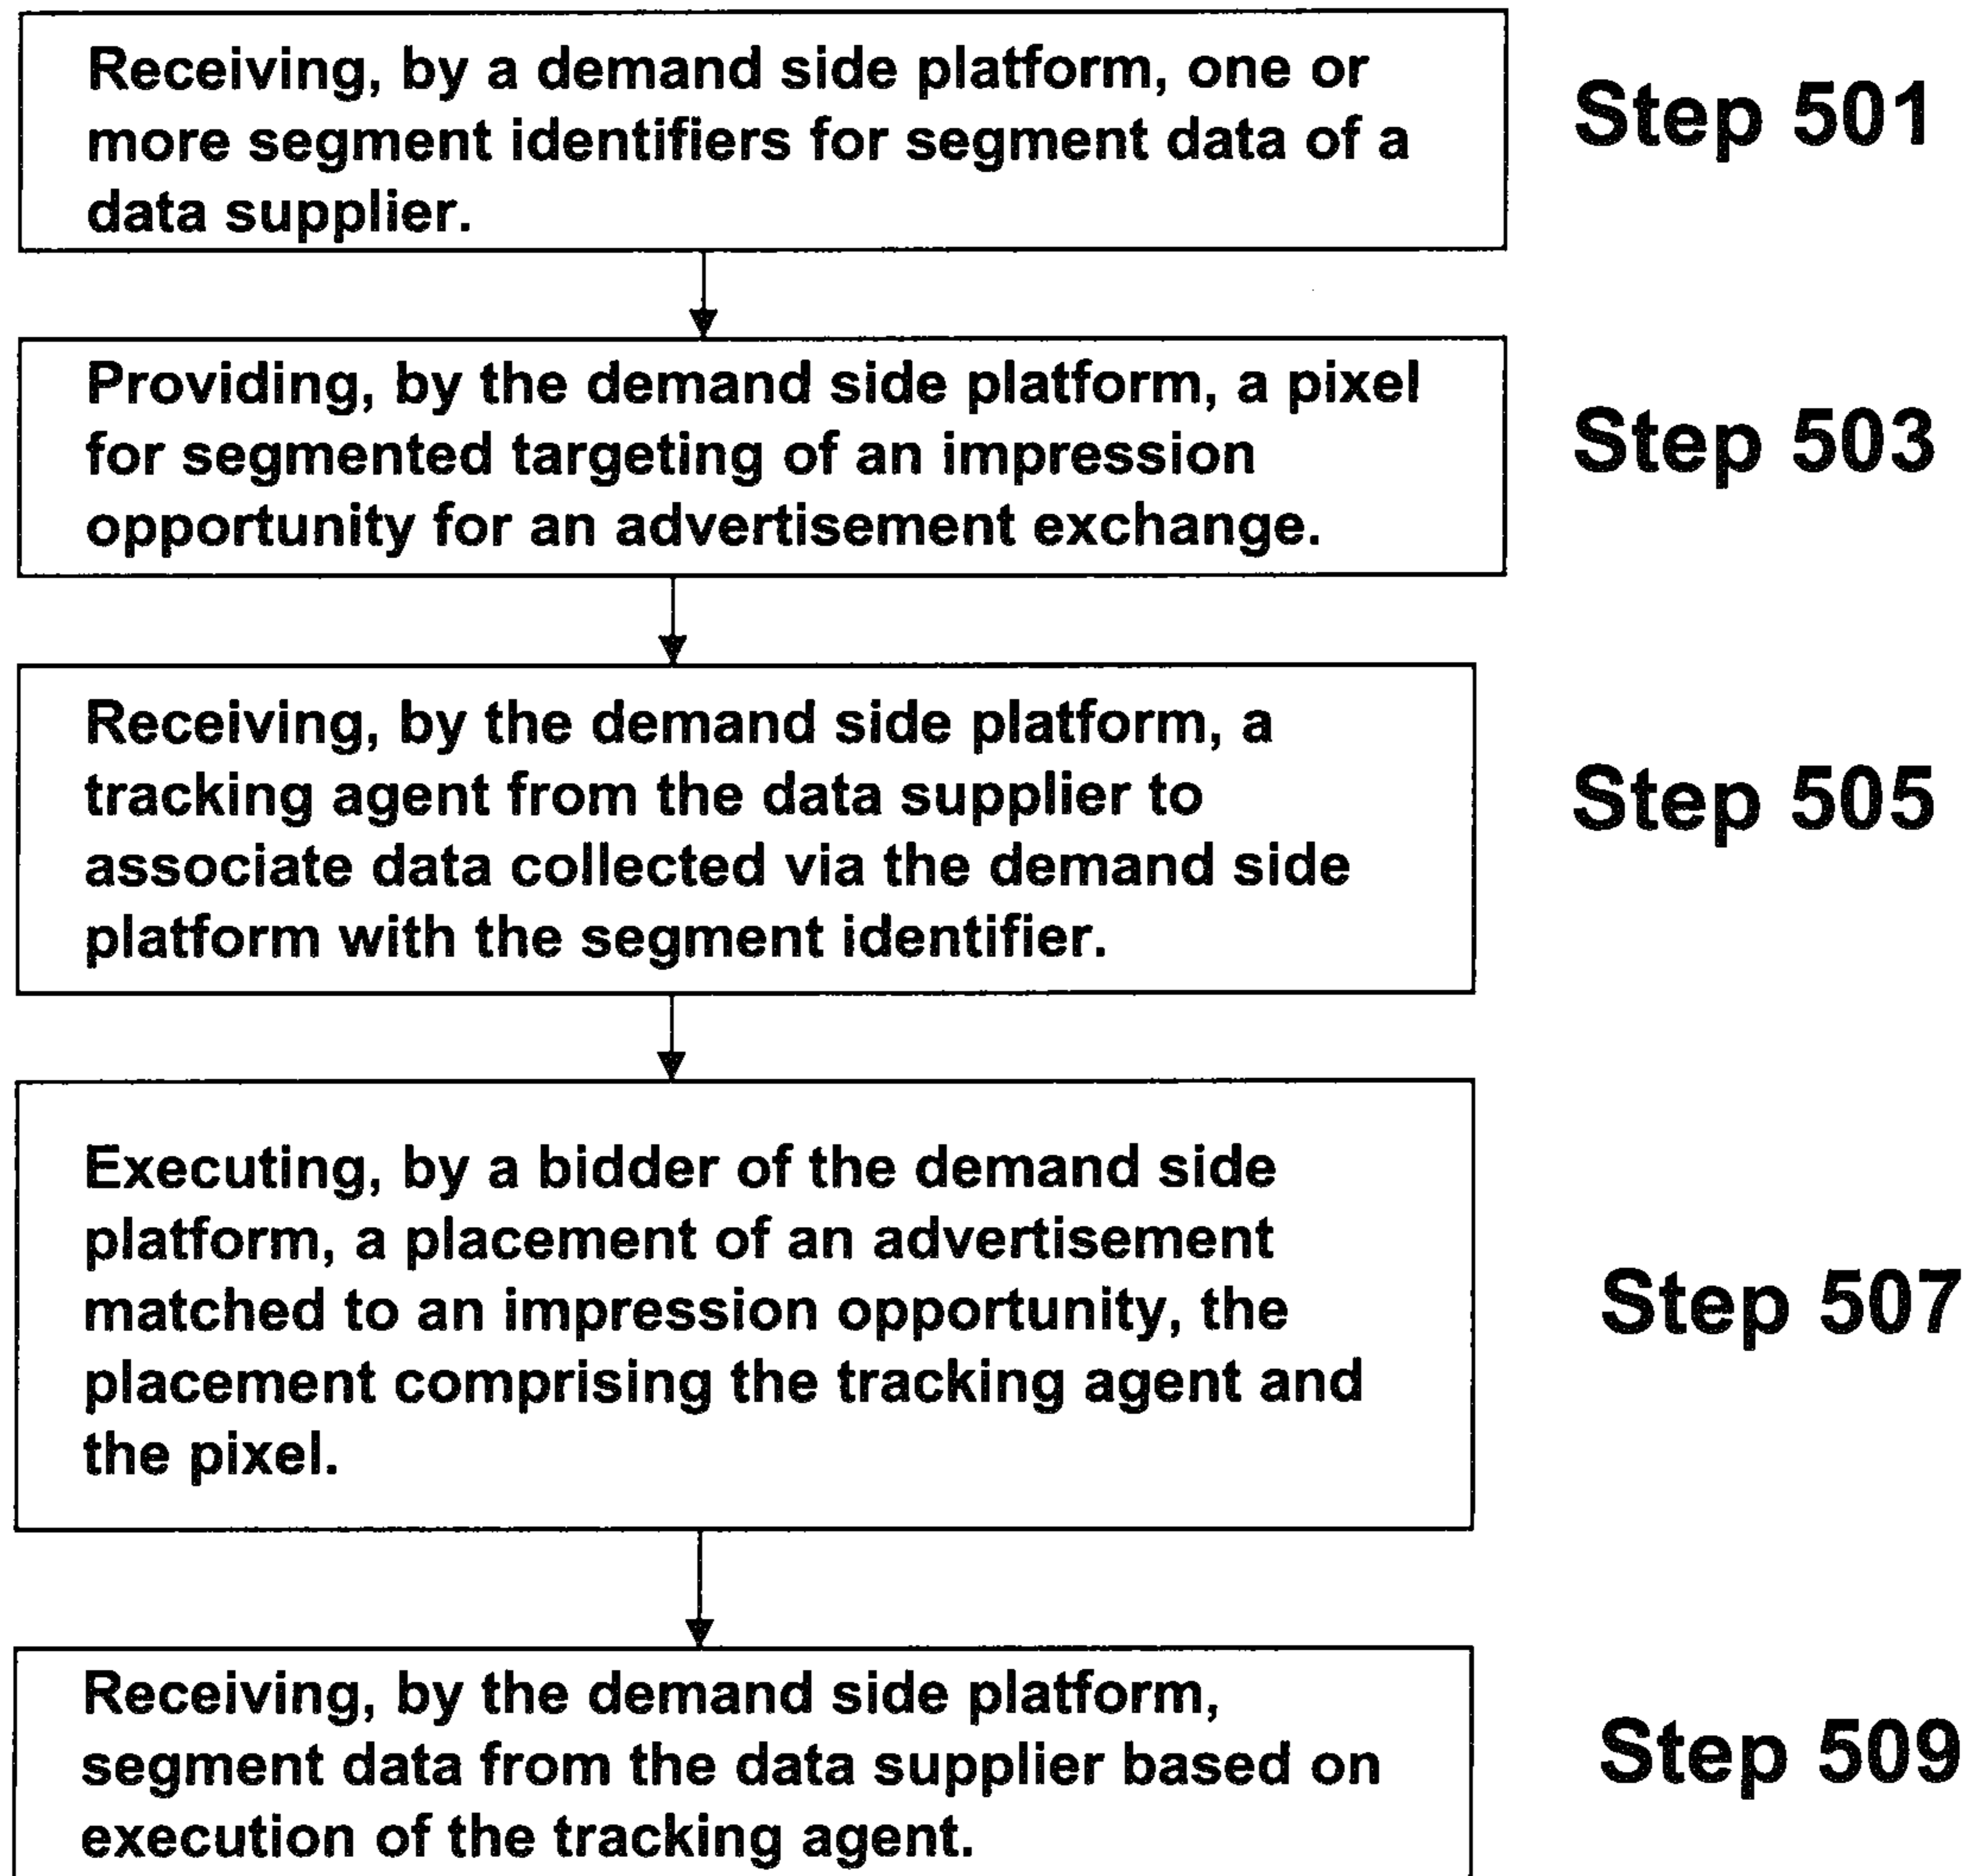 Receiving, by a demand side platform, one or
more segment identifiers for segment data of a
data supplier.
Step 501
Providing, by the demand side platform, a pixel
for segmented targeting of an impression
opportunity for an advertisement exchange.
Step 503
Receiving, by the demand side platform, a
tracking agent from the data supplier to
associate data collected via the demand side
platform with the segment identifier.
Step 505
Executing, by a bidder of the demand side
platform, a placement of an advertisement
matched to an impression opportunity, the
placement comprising the tracking agent and
the pixel.
Step 507
Receiving, by the demand side platform,
segment data from the data supplier based on
execution of the tracking agent.
Step 509